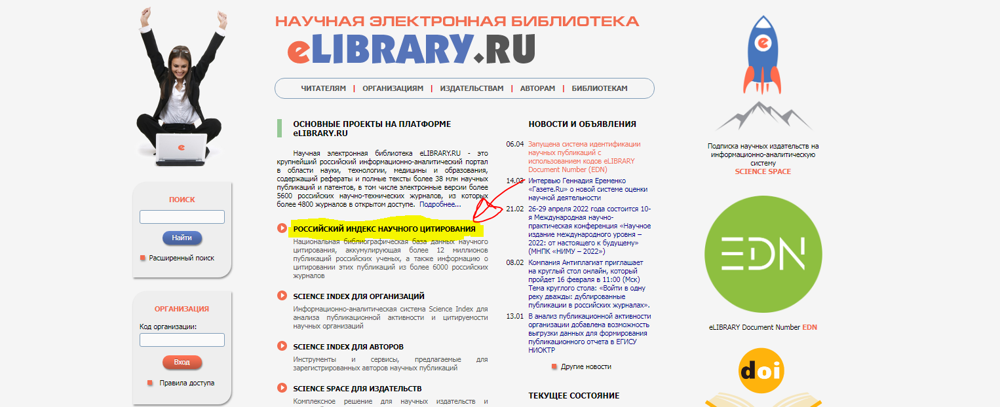 НАУЧНАЯ ЭЛЕКТРОННАЯ БИБЛИОТЕКА
eLIBRARY.RU
ЧИТАТЕЛЯМ | ОРГАНИЗАЦИЯМ | ИЗДАТЕЛЬСТВАМ | АВТОРАМ | БИБЛИОТЕКАМ
e
ПОИСК
Найти
Расширенный поиск
ОРГАНИЗАЦИЯ
Код организации:
Вход
Правила доступа
ОСНОВНЫЕ ПРОЕКТЫ НА ПЛАТФОРМЕ
eLIBRARY.RU
Научная электронная библиотека eLIBRARY.RU - это
крупнейший российский информационно-аналитический портал
в области науки, технологии, медицины и образования,
содержащий рефераты и полные тексты более 38 млн научных
публикаций и патентов, в том числе электронные версии более
5600 российских научно-технических журналов, из которых
более 4800 журналов в открытом доступе. Подробнее...
РОССИЙСКИЙ ИНДЕКС НАУЧНОГО ЦИТИРОВАНИЯ
Национальная библиографическая база данных научного
цитирования, аккумулирующая более 12 миллионов
публикаций российских ученых, а также информацию о
цитировании этих публикаций из более 6000 российских
журналов
SCIENCE INDEX ДЛЯ ОРГАНИЗАЦИЙ
Информационно-аналитическая система Science Index для
анализа публикационной активности и цитируемости
научных организаций
SCIENCE INDEX ДЛЯ АВТОРОВ
Инструменты и сервисы, предлагаемые для
зарегистрированных авторов научных публикаций
SCIENCE SPACE ДЛЯ ИЗДАТЕЛЬСТВ
Комплексное решение для научных издательств и
НОВОСТИ И ОБЪЯВЛЕНИЯ
06.04 Запущена система идентификации
научных публикаций с
использованием кодов eLIBRARY
Document Number (EDN)
14.03 Интервью Геннадия Еременко
«Газете.Ru» о новой системе оценки
научной деятельности
21.02 26-29 апреля 2022 года состоится 10-
я Международная научно-
практическая конференция «Научное
издание международного уровня –
2022: от настоящего к будущему»
(МНПК «НИМУ – 2022»)
08.02 Компания Антиплагиат приглашает
на круглый стол онлайн, который
пройдет 16 февраля в 11:00 (Мск)
Тема круглого стола: «Войти в одну
реку дважды: дублированные
публикации в российских журналах».
13.01 В анализ публикационной активности
организации добавлена возможность
выгрузки данных для формирования
публикационного отчета в ЕГИСУ
НИОКТР
Другие новости
ТЕКУЩЕЕ СОСТОЯНИЕ
e
Подписка научных издательств на
информационно-аналитическую
систему
SCIENCE SPACE
EDN
eLIBRARY Document Number EDN
doi